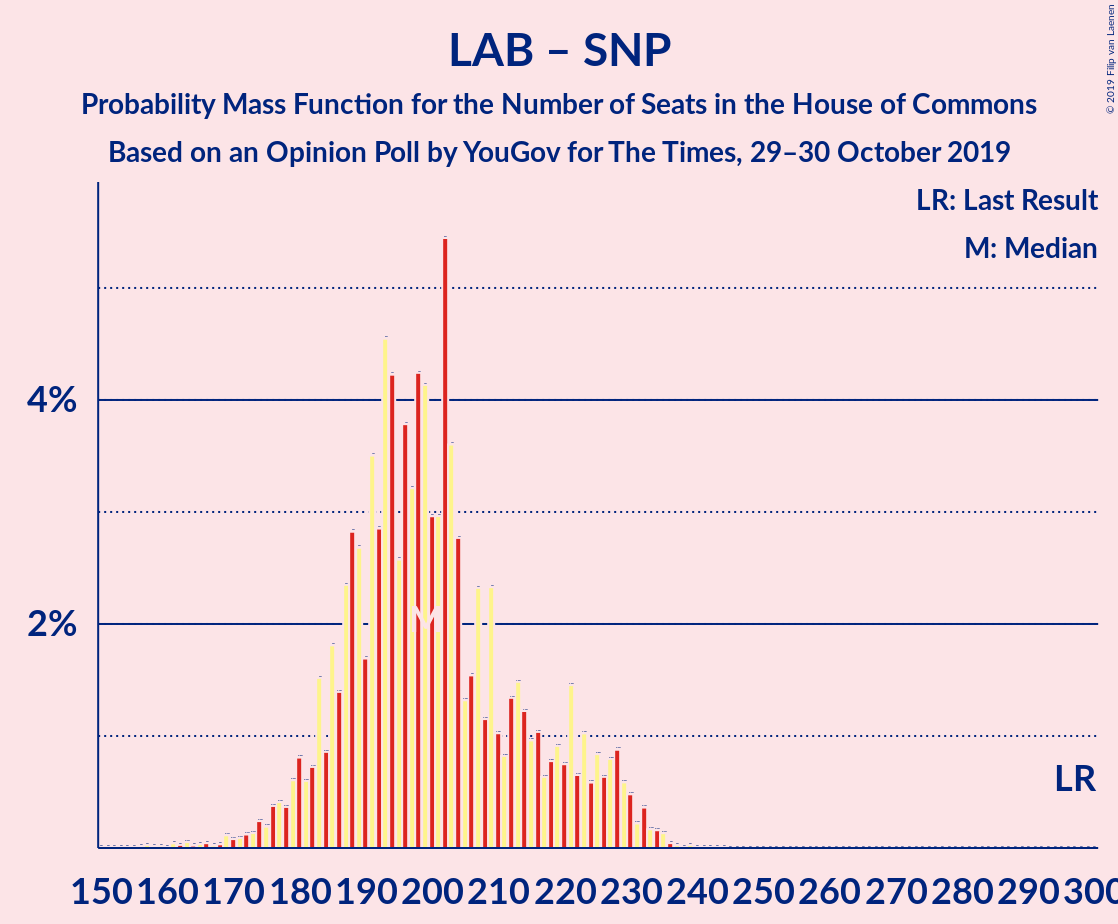 LAB – SNP
Probability Mass Function for the Number of Seats in the House of Commons
Based on an Opinion Poll by YouGov for The Times, 29–30 October 2019
© 2019 Filip van Laenen
LR: Last Result
M: Median
4%
2%
M
LR
150 160 170 180 190 200 210 220 230 240 250 260 270 280 290 300